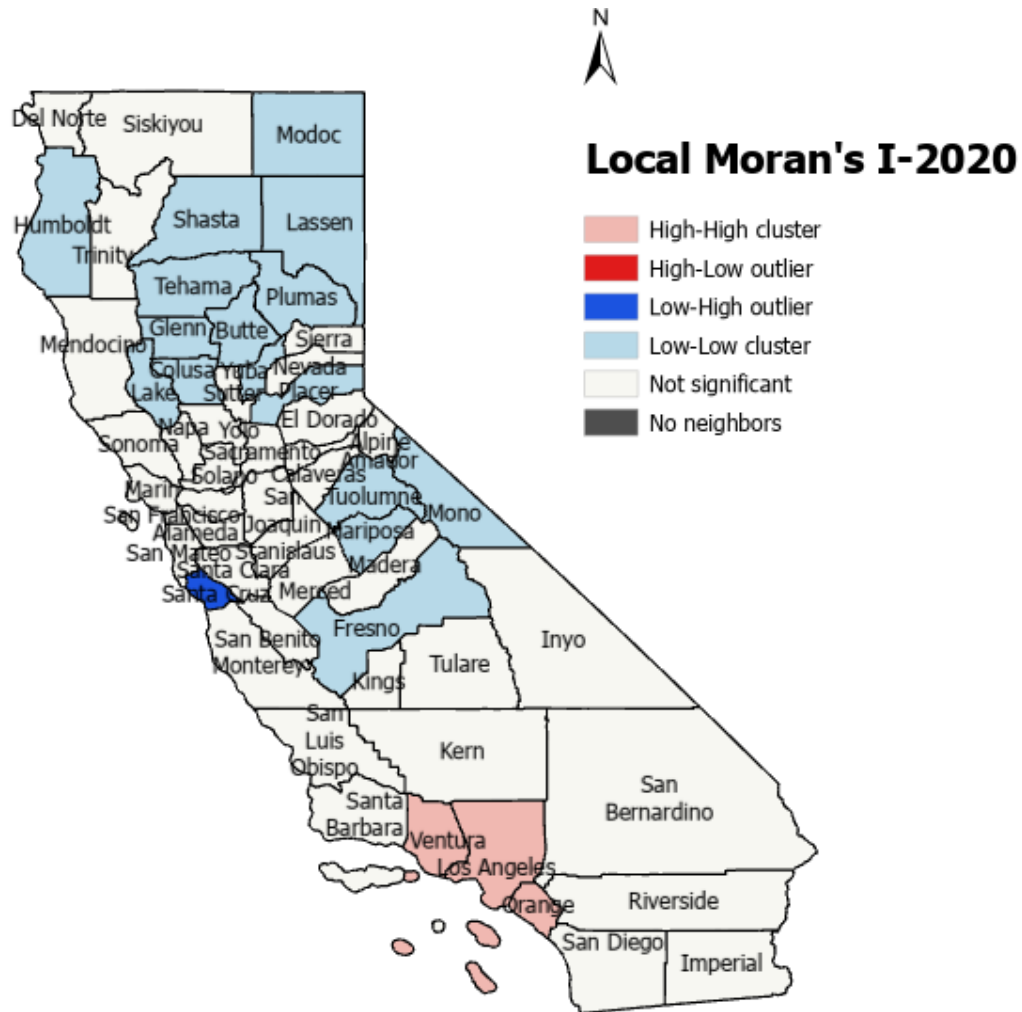 N
Local Moran's I-2020
High-High cluster
High-Low outlier
Low-High outlier
Low-Low cluster
Not significant
No neighbors
Del Norte
Siskiyou
Modoc
Humboldt
Trinity
Shasta
Lassen
Tehama
Plumas
Mendocino
Glenn
Butte
Sierra
Lake
Colusa
Yuba
Nevada
Sutter
Placer
El Dorado
Sonoma
Napa
Yolo
Alpine
Sacramento
Amador
Solano
Calaveras
Marin
San
Joaquin
Tuolumne
Mono
San Francisco
Alameda
Mariposa
San Mateo
Stanislaus
Santa Clara
Madera
Santa Cruz
Merced
Fresno
San Benito
Monterey
Kings
Tulare
Inyo
San
Luis
Obispo
Kern
San
Bernardino
Santa
Barbara
Ventura
Los Angeles
Orange
Riverside
San Diego
Imperial